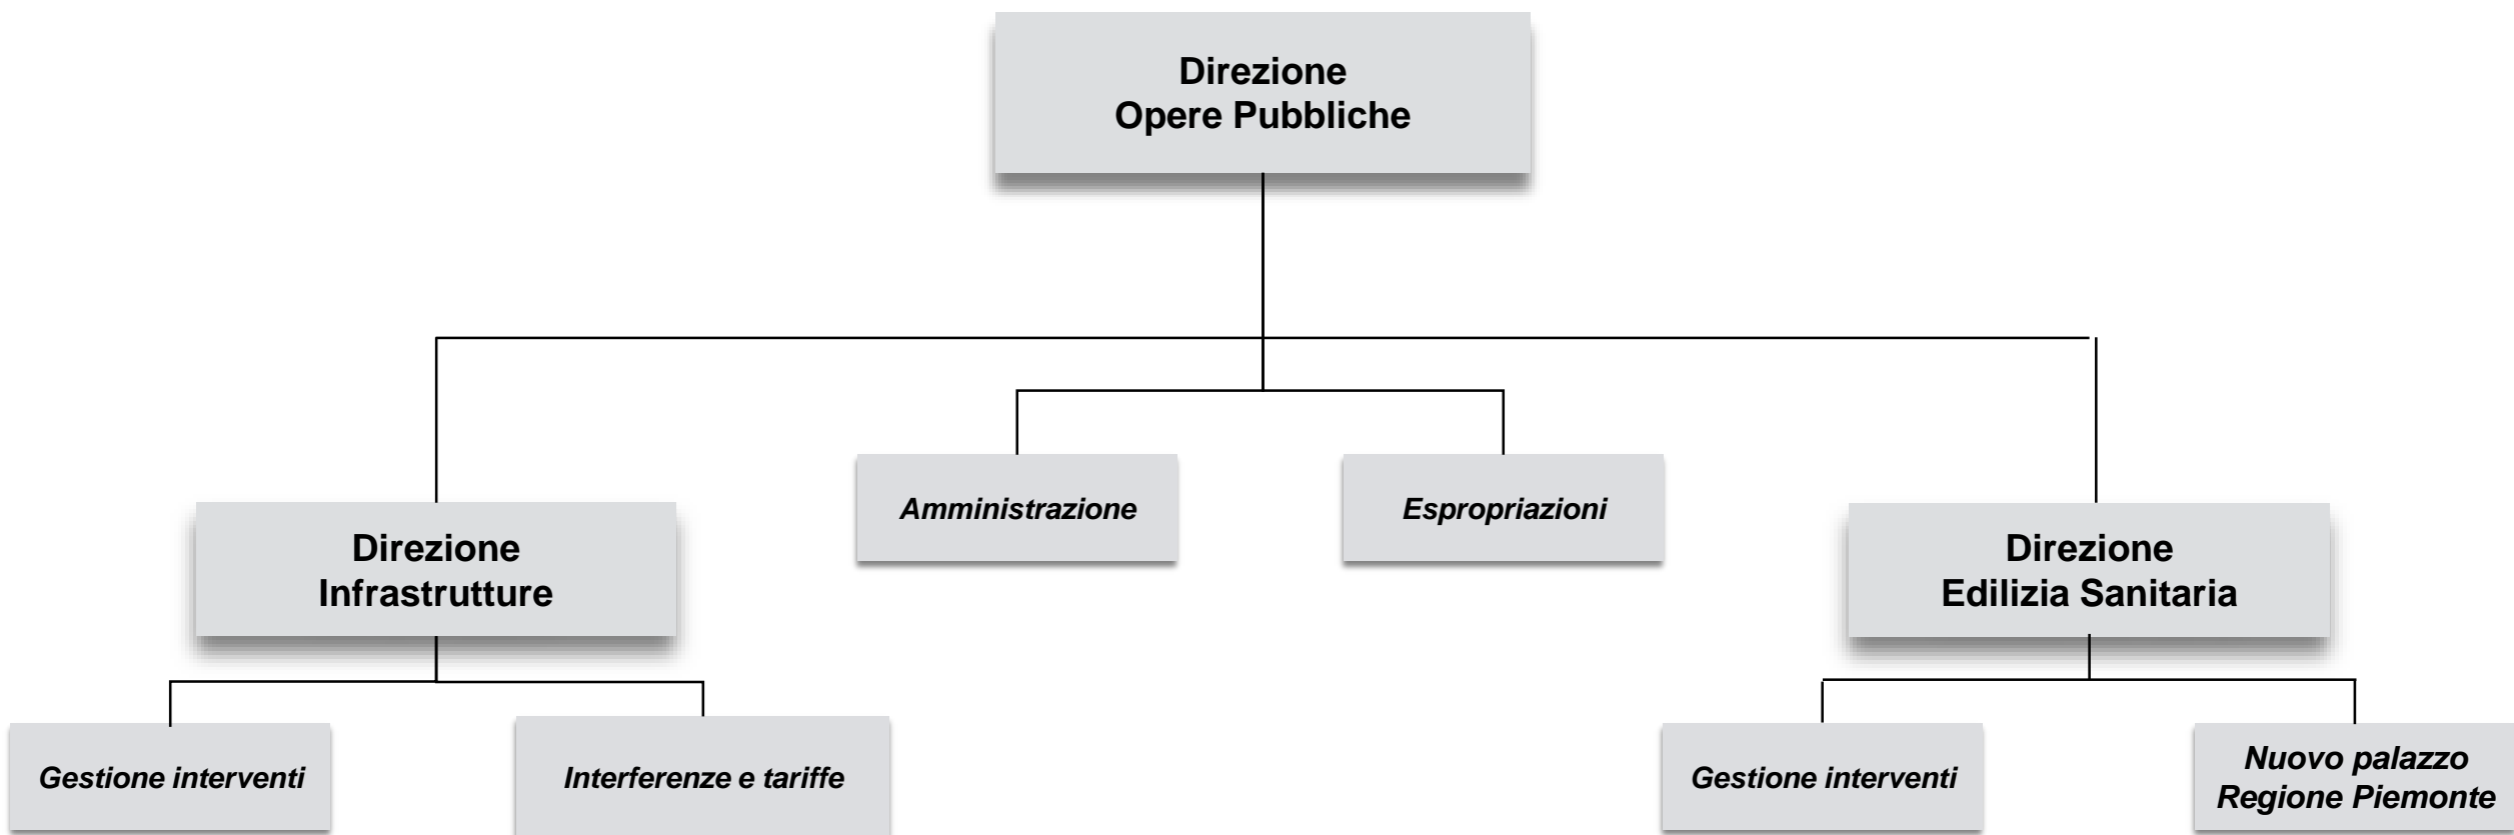 Direzione
Opere Pubbliche
Amministrazione
Espropriazioni
Direzione
Infrastrutture
Direzione
Edilizia Sanitaria
Gestione interventi
Interferenze e tariffe
Gestione interventi
Nuovo palazzo
Regione Piemonte